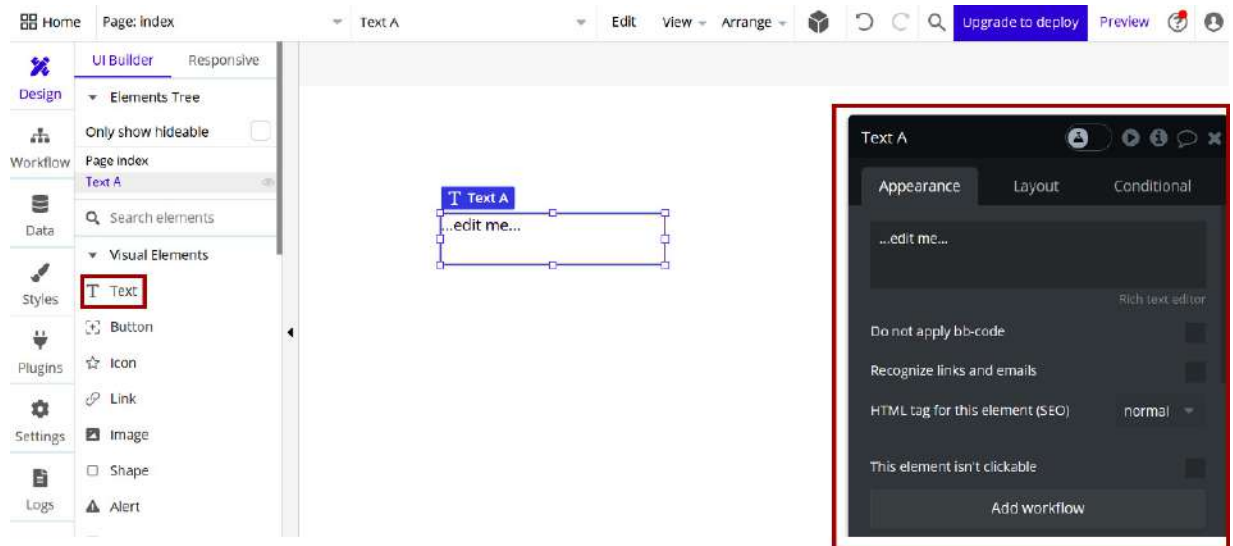 Home Page: index Text A Edit View Arrange Upgrade to deploy Preview
UI Builder Responsive
Design
Elements Tree
Only show hideable
Workflow
Page index
Text A
Data
Search elements
Visual Elements
Styles
T Text
Button
Plugins
Icon
Link
Settings
Image
Shape
Logs
Alert
T Text A
...edit me...
Text A
Appearance Layout Conditional
...edit me...
Rich text editor
Do not apply bb-code
Recognize links and emails
HTML tag for this element (SEO) normal
This element isn't clickable
Add workflow